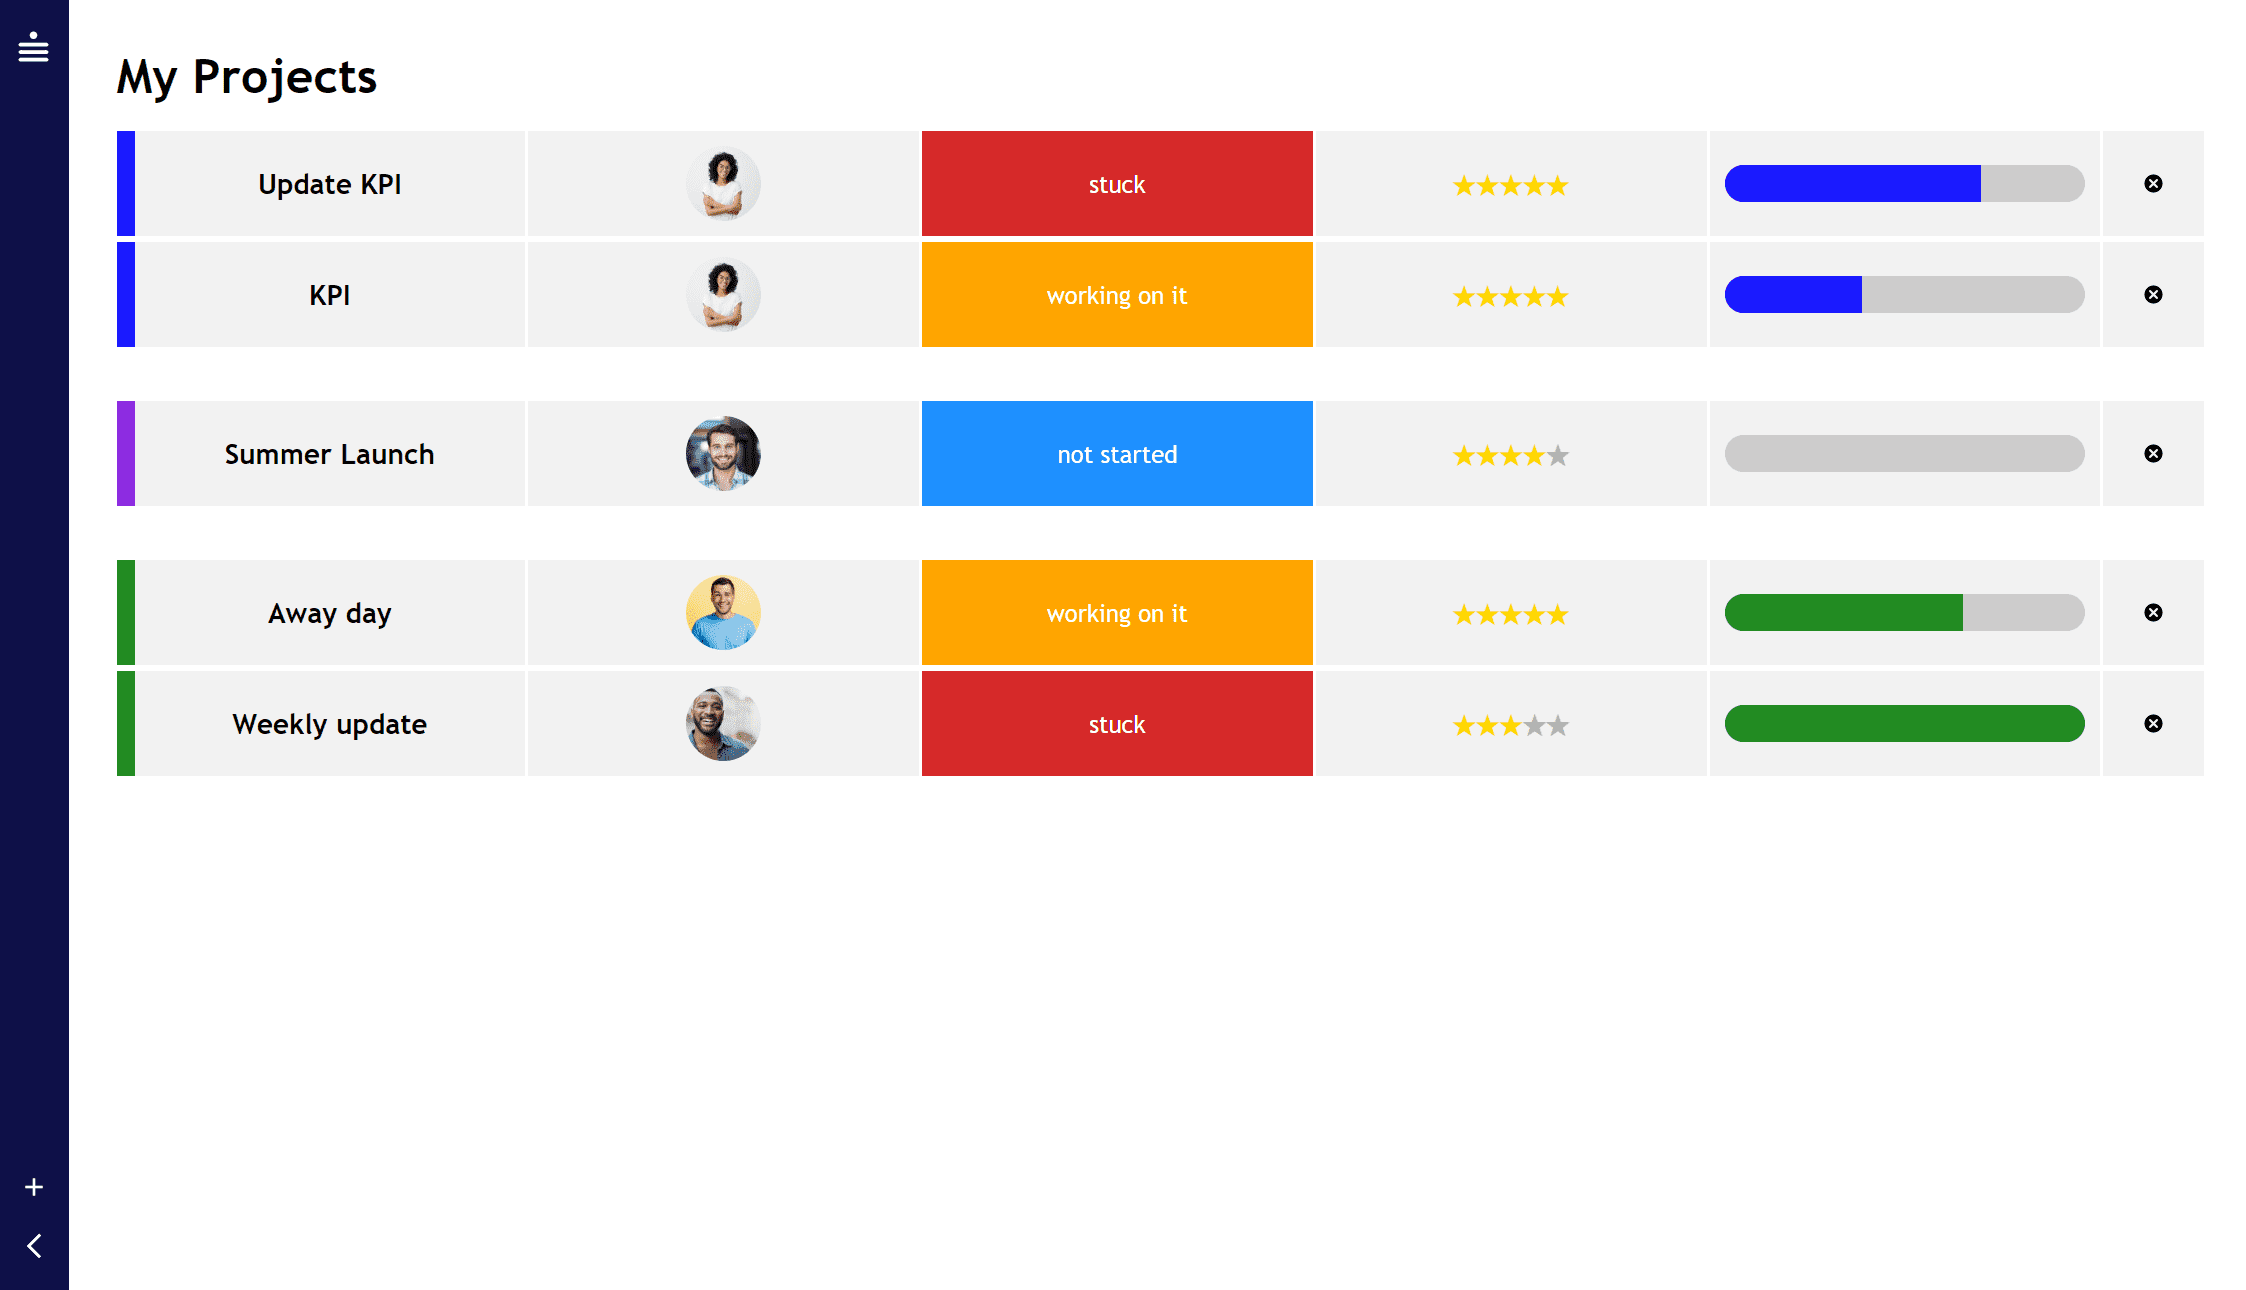 My Projects
Update KPI
stuck
KPI
working on it
Summer Launch
not started
Away day
working on it
Weekly update
stuck